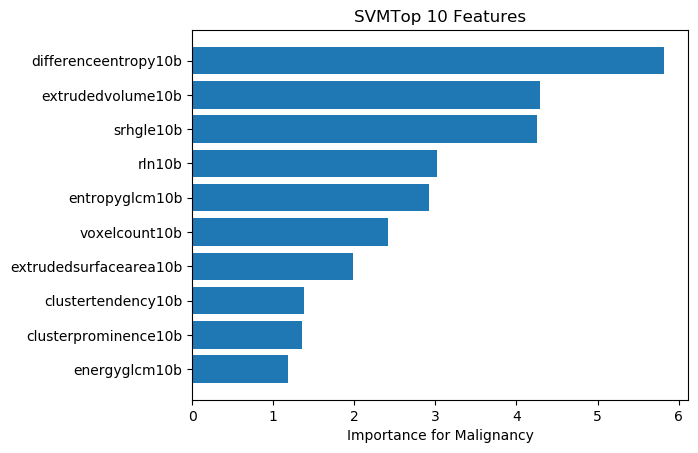 SVMTop 10 Features
differenceentropy10b
extrudedvolume10b
srhgle10b
rln10b
entropyglcm10b
voxelcount10b
extrudedsurfacearea10b
clustertendency10b
clusterprominence10b
energyglcm10b
0 1 2 3 4 5 6
Importance for Malignancy